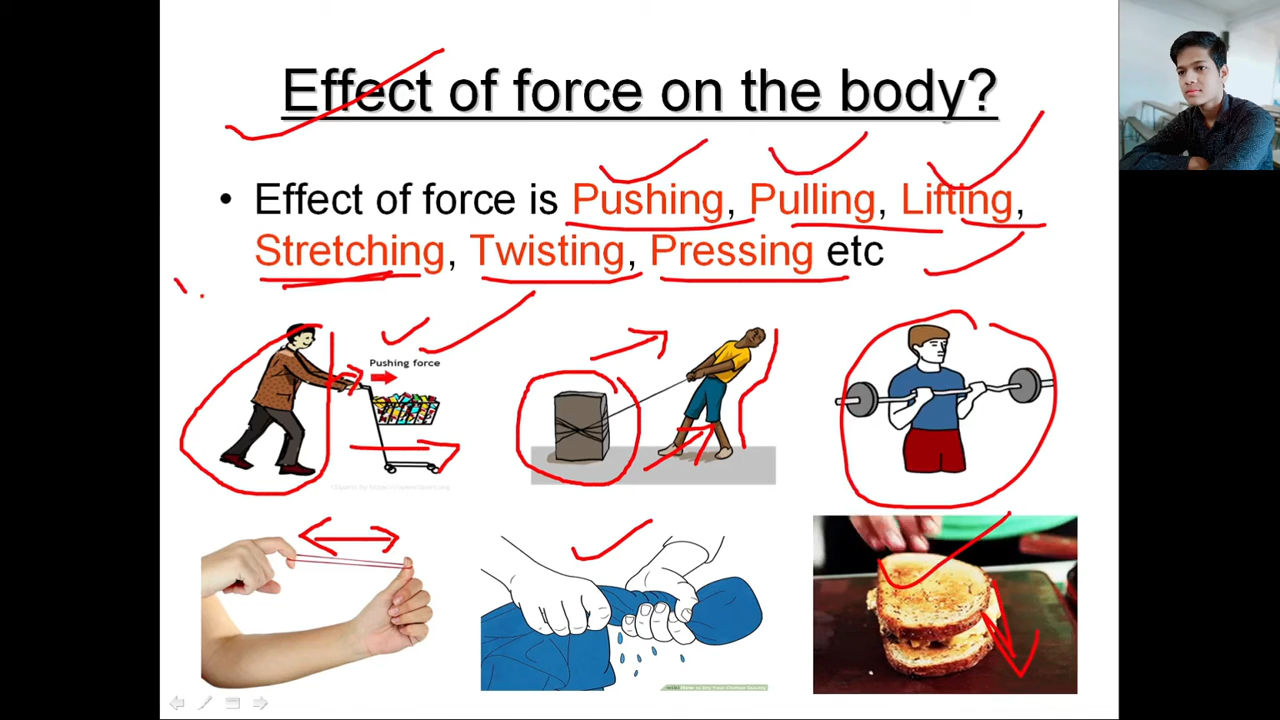 Effect of force on the body?
• Effect of force is Pushing, Pulling, Lifting,
Stretching, Twisting, Pressing etc
Pushing force